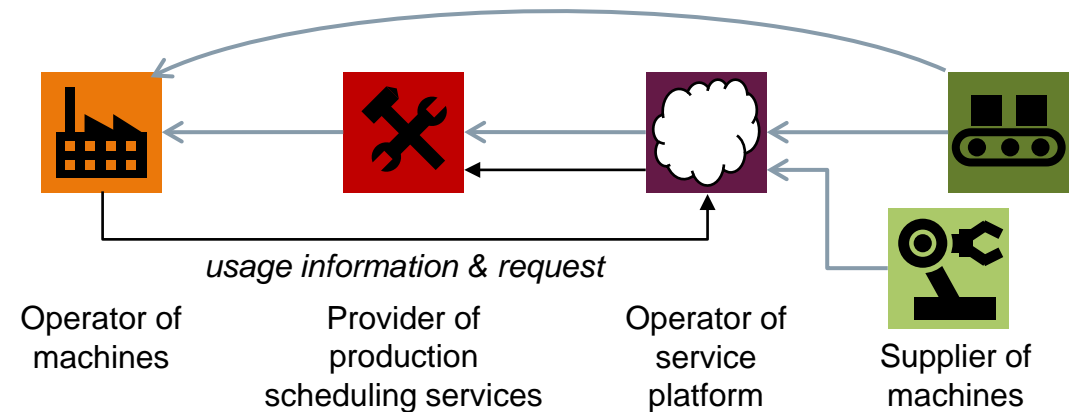 usage information & request
Operator of
machines
Provider of
production
scheduling services
Operator of
service
platform
Supplier of
machines